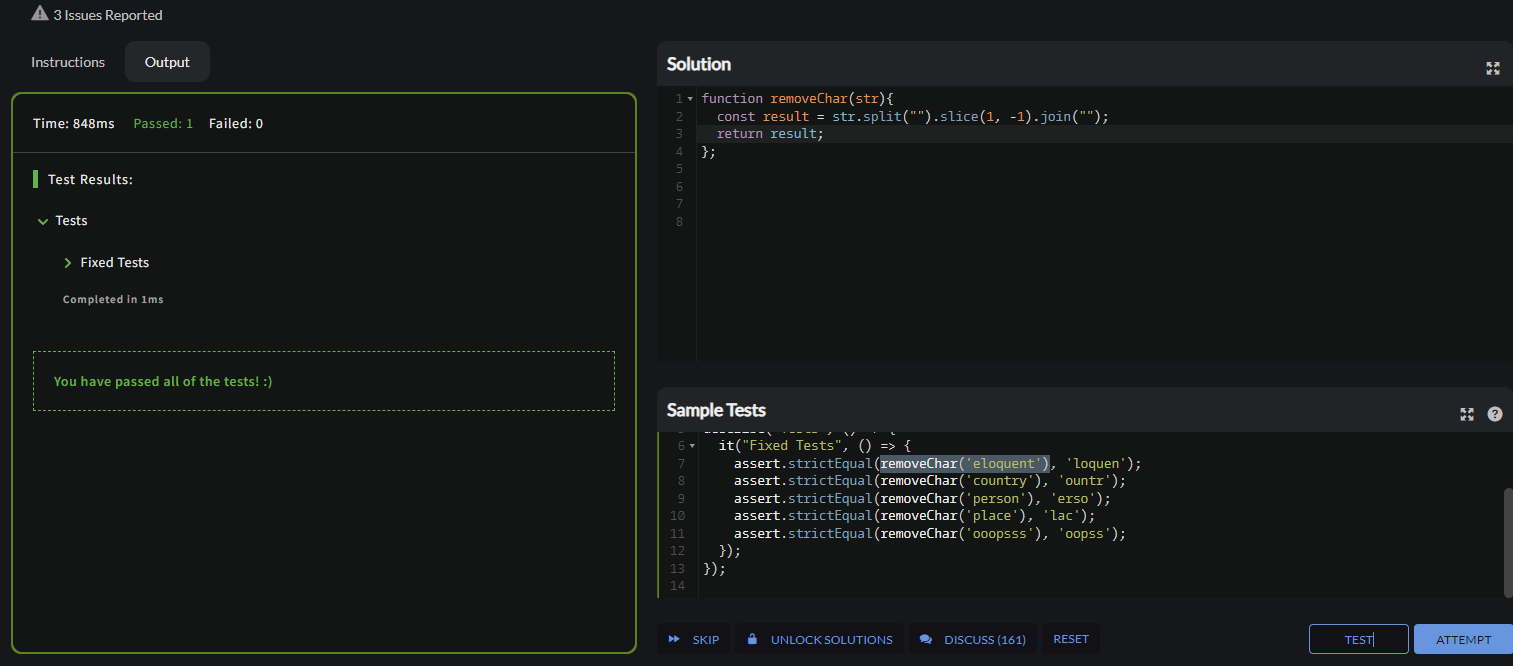 3 Issues Reported
Instructions
Output
Time: 848ms Passed: 1 Failed: 0
Test Results:
Tests
Fixed Tests
Completed in 1ms
You have passed all of the tests! :)
Solution
1 function removeChar(str){
2 const result = str.split("").slice(1, -1).join("");
3 return result;
4 };
5
6
7
8
Sample Tests
6 it("Fixed Tests", () => {
7 assert.strictEqual(removeChar('eloquent'), 'loquen');
8 assert.strictEqual(removeChar('country'), 'ountr');
9 assert.strictEqual(removeChar('person'), 'erso');
10 assert.strictEqual(removeChar('place'), 'lac');
11 assert.strictEqual(removeChar('ooopsss'), 'oopss');
12 });
13 });
14
SKIP
UNLOCK SOLUTIONS
DISCUSS (161)
RESET
TEST
ATTEMPT